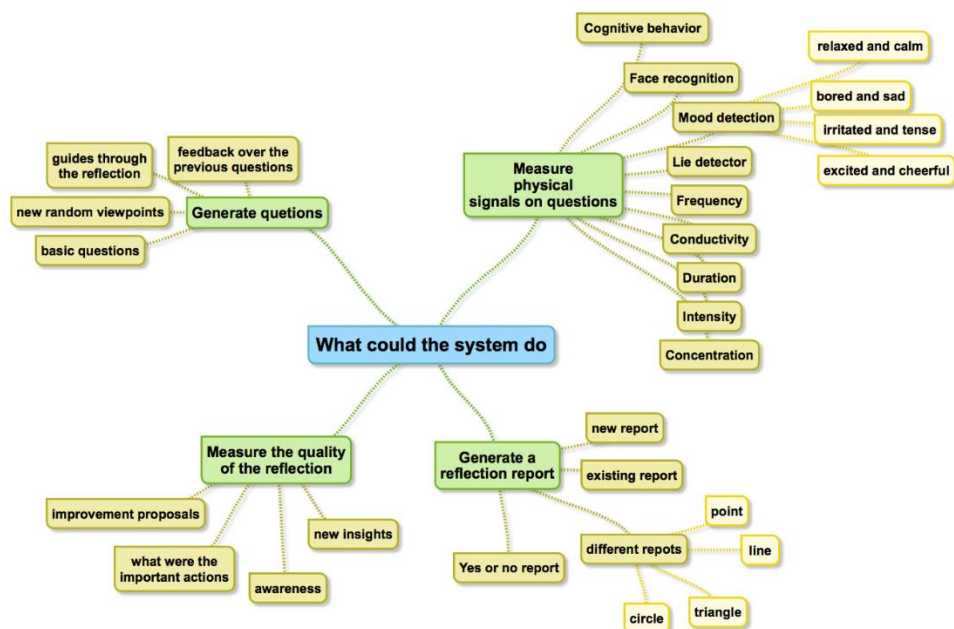 What could the system do
Generate quetions
guides through
the reflection
feedback over the
previous questions
new random viewpoints
basic questions
Measure
physical
signals on questions
Cognitive behavior
Face recognition
Mood detection
relaxed and calm
bored and sad
irritated and tense
excited and cheerful
Lie detector
Frequency
Conductivity
Duration
Intensity
Concentration
Measure the quality
of the reflection
improvement proposals
what were the
important actions
awareness
new insights
Generate a
reflection report
new report
existing report
different repots
point
line
triangle
circle
Yes or no report